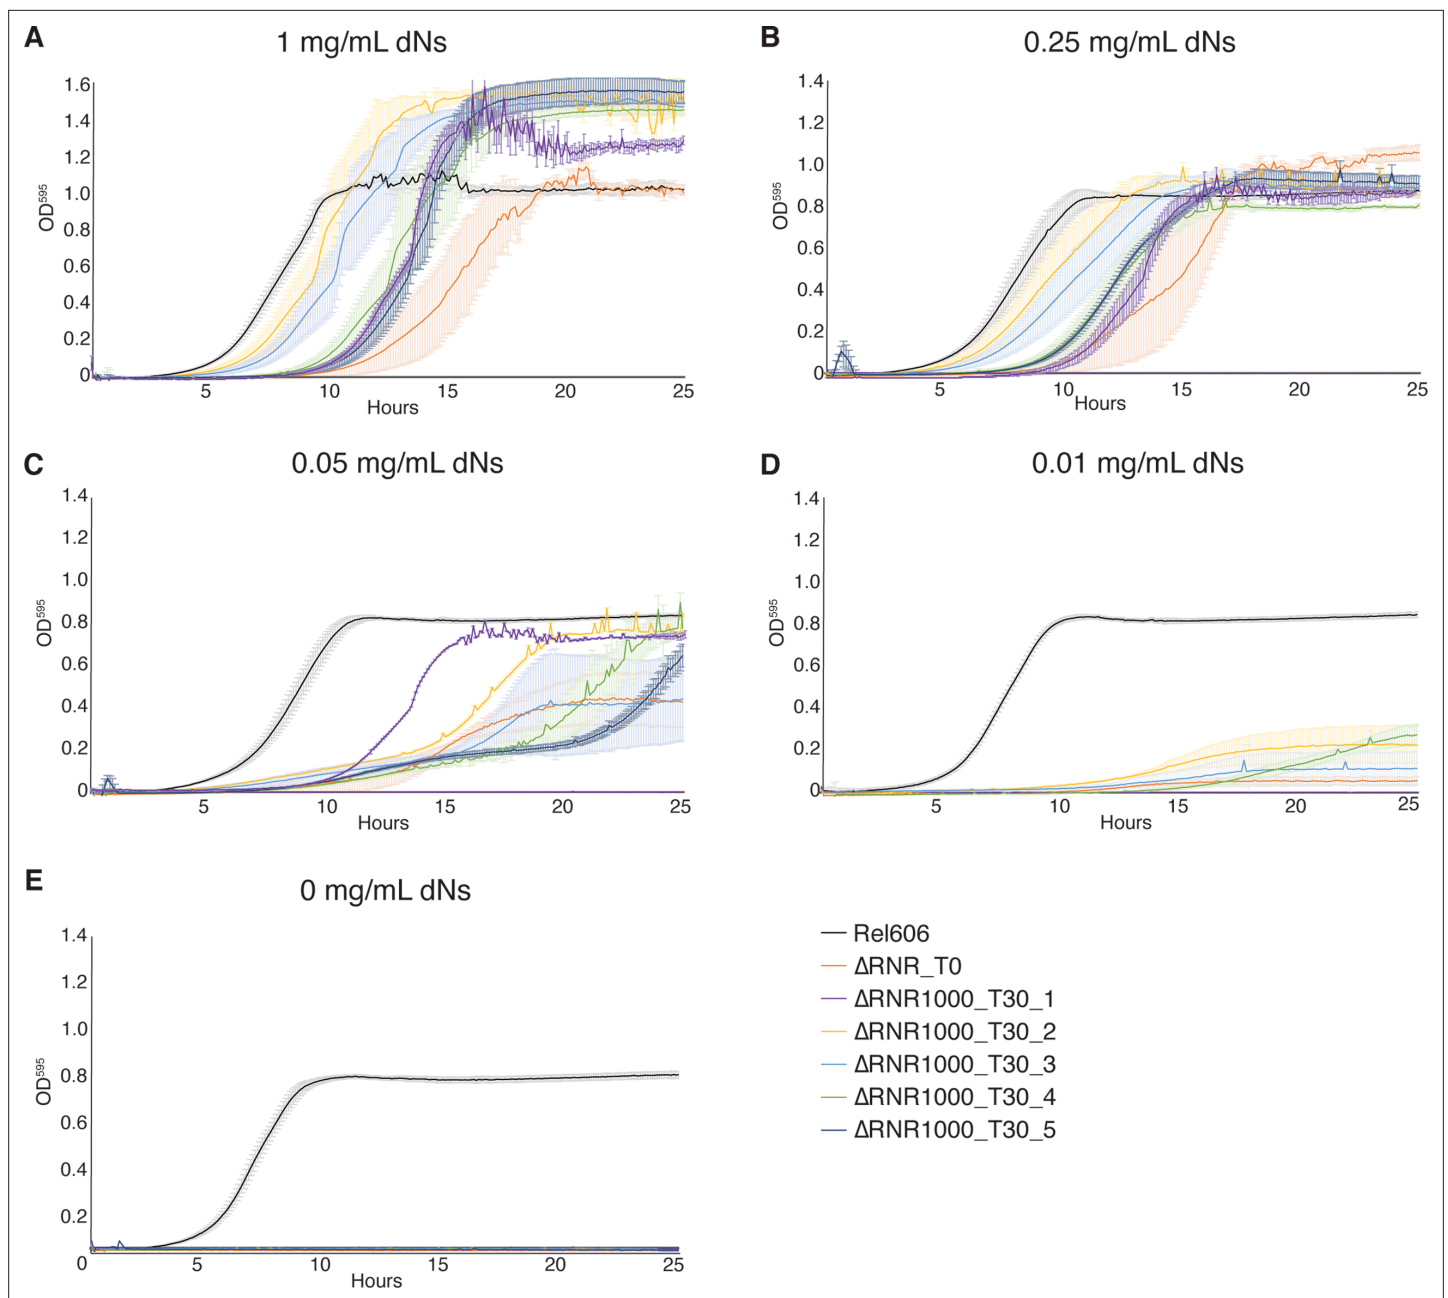 A
1 mg/mL dNs
1.6
1.4
1.2
1.0
0.8
0.6
0.4
0.2
0
OD595
5 10 15 20 25
Hours
B
0.25 mg/mL dNs
1.4
1.2
1.0
0.8
0.6
0.4
0.2
0
OD595
5 10 15 20 25
Hours
C
0.05 mg/mL dNs
1.4
1.2
1.0
0.8
0.6
0.4
0.2
0
OD595
5 10 15 20 25
Hours
D
0.01 mg/mL dNs
1.4
1.2
1.0
0.8
0.6
0.4
0.2
0
OD595
5 10 15 20 25
Hours
E
0 mg/mL dNs
1.4
1.2
1.0
0.8
0.6
0.4
0.2
0
OD595
5 10 15 20 25
Hours
Rel606
ΔRNR_T0
ΔRNR1000_T30_1
ΔRNR1000_T30_2
ΔRNR1000_T30_3
ΔRNR1000_T30_4
ΔRNR1000_T30_5